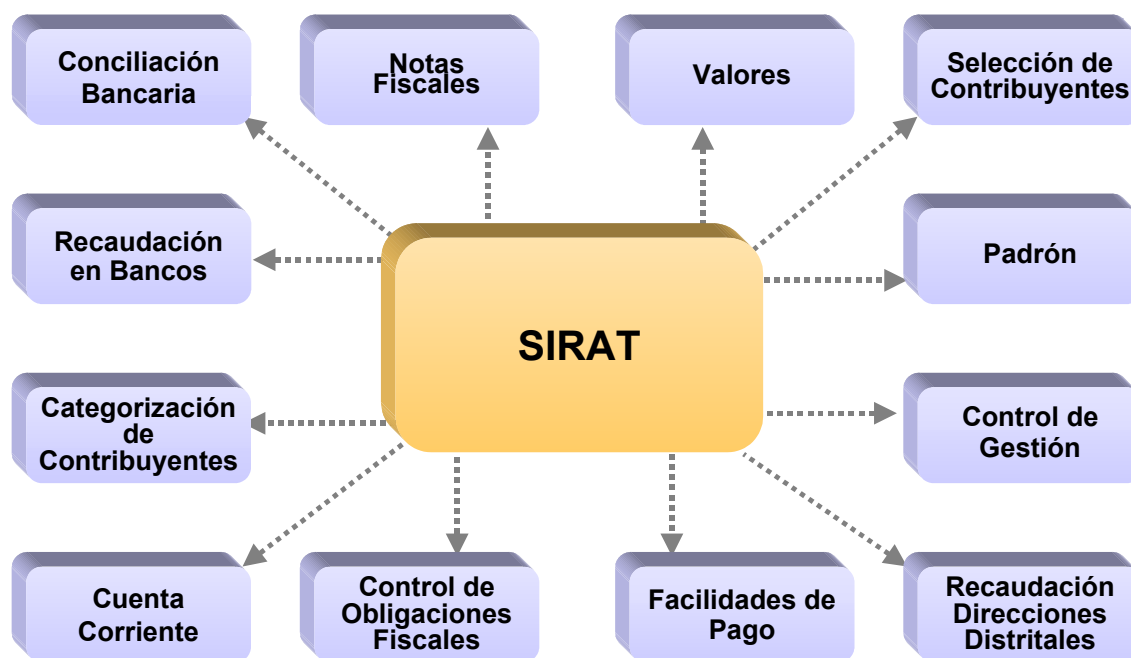 Conciliación
Bancaria
Notas
Fiscales
Valores
Selección de
Contribuyentes
Recaudación
en Bancos
Padrón
SIRAT
Categorización
de
Contribuyentes
Control de
Gestión
Cuenta
Corriente
Control de
Obligaciones
Fiscales
Facilidades de
Pago
Recaudación
Direcciones
Distritales